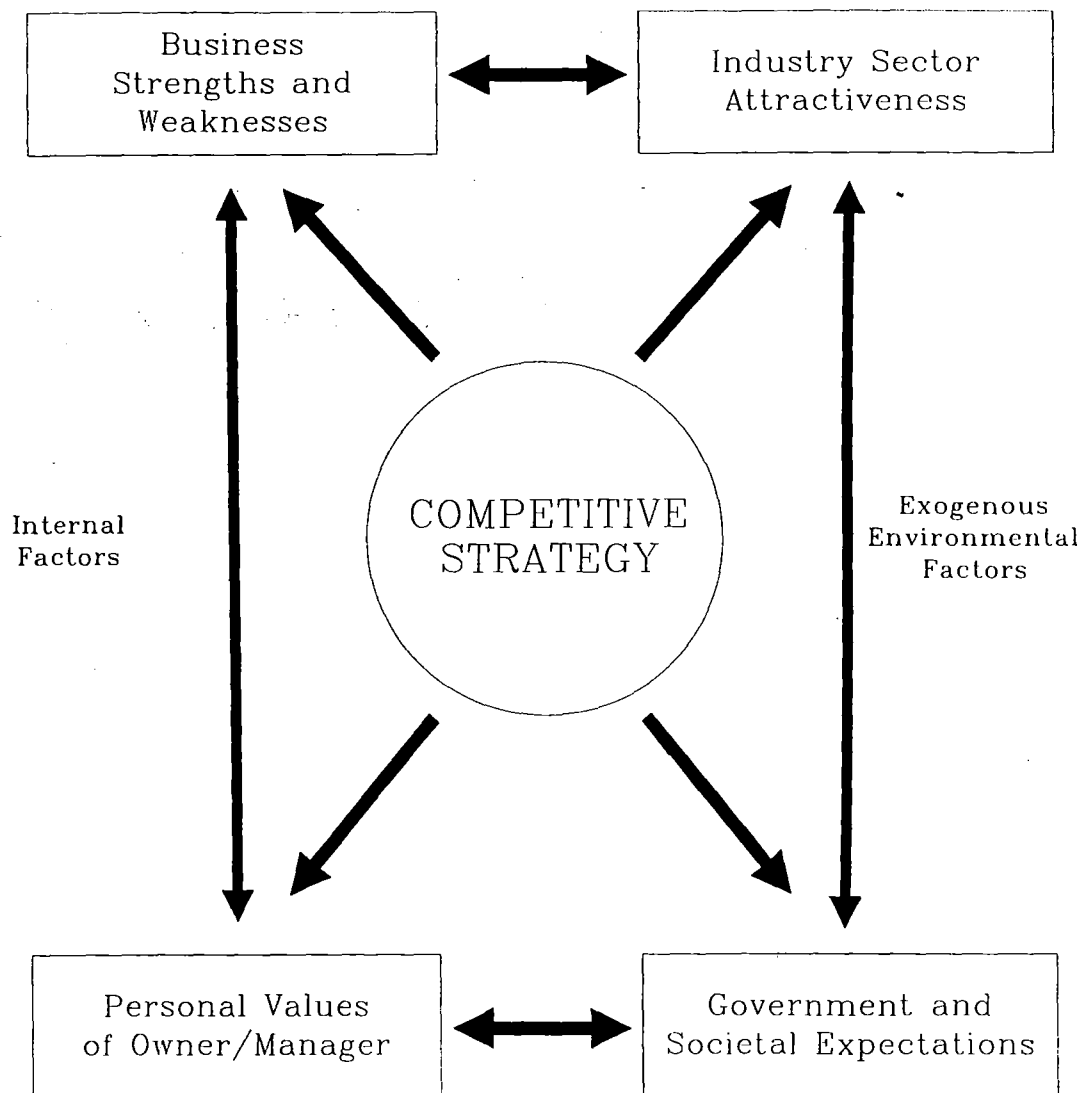 Business
Strengths and
Weaknesses
Industry Sector
Attractiveness
Internal
Factors
COMPETITIVE
STRATEGY
Exogenous
Environmental
Factors
Personal Values
of Owner/Manager
Government and
Societal Expectations